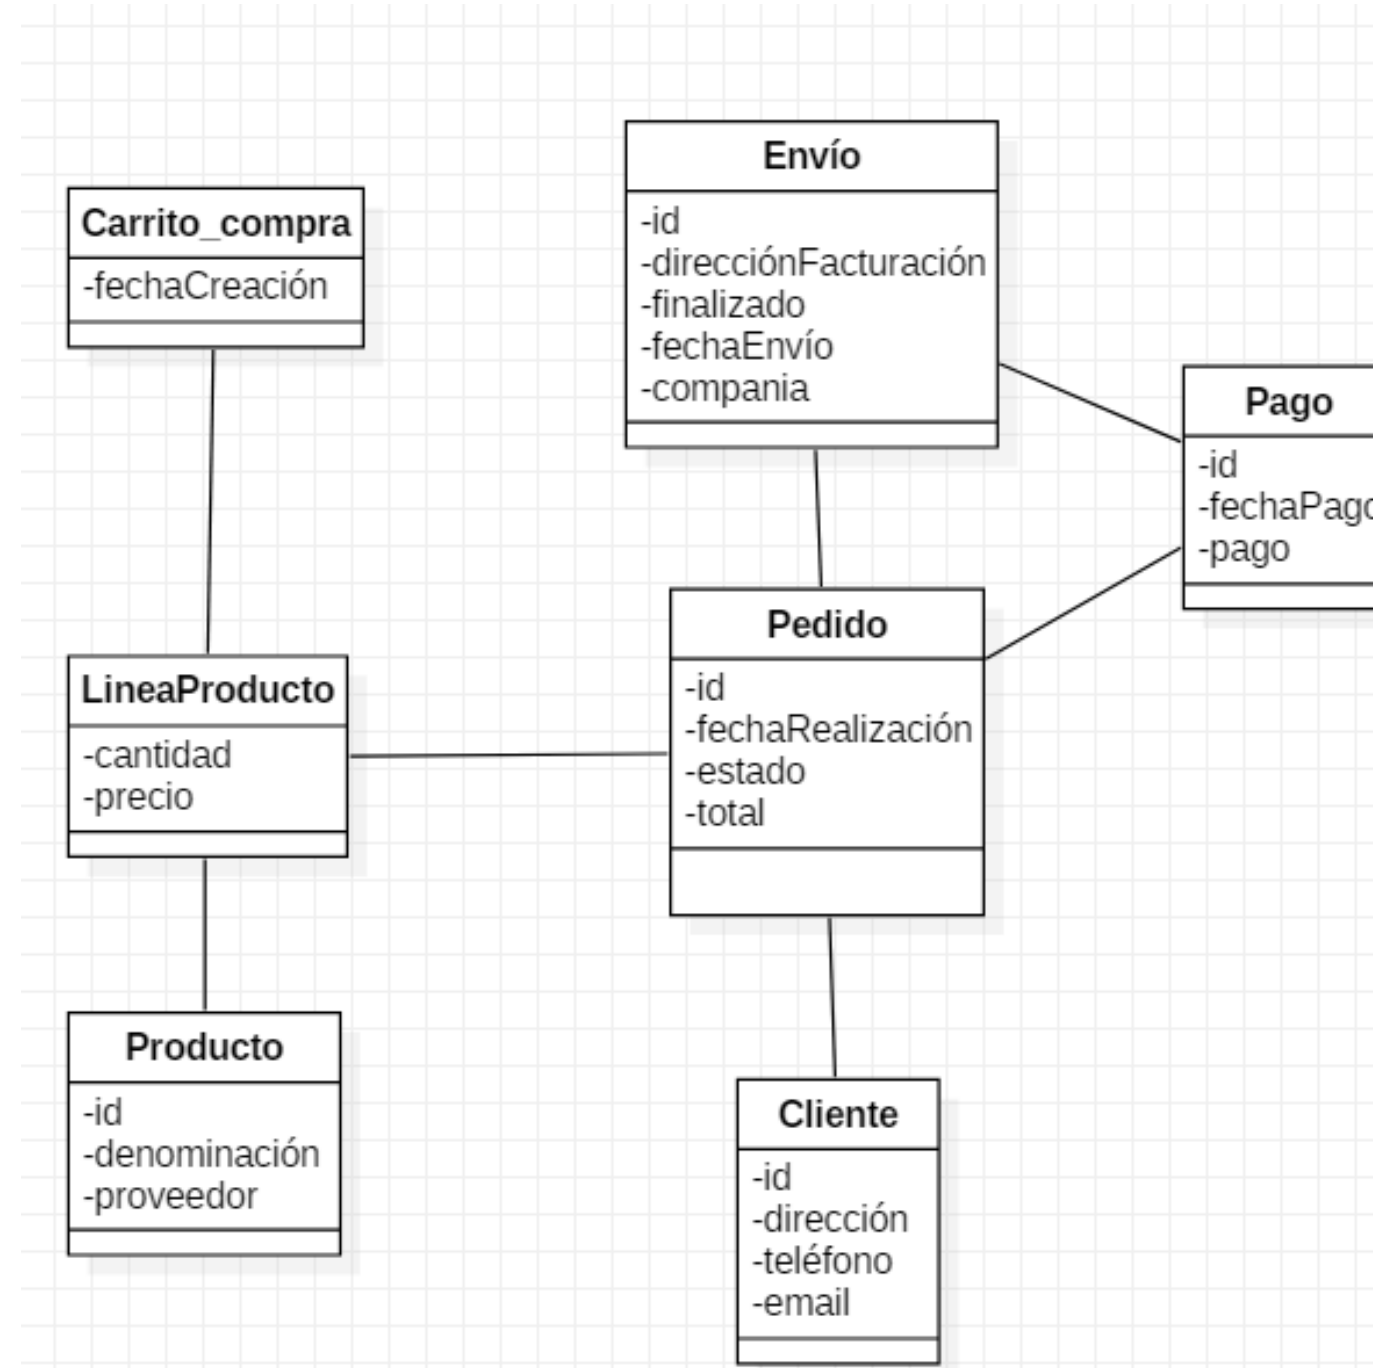 Carrito_compra
-fechaCreación
Envío
-id
-direcciónFacturación
-finalizado
-fechaEnvío
-compania
Pago
-id
-fechaPago
-pago
LineaProducto
-cantidad
-precio
Pedido
-id
-fechaRealización
-estado
-total
Producto
-id
-denominación
-proveedor
Cliente
-id
-dirección
-teléfono
-email